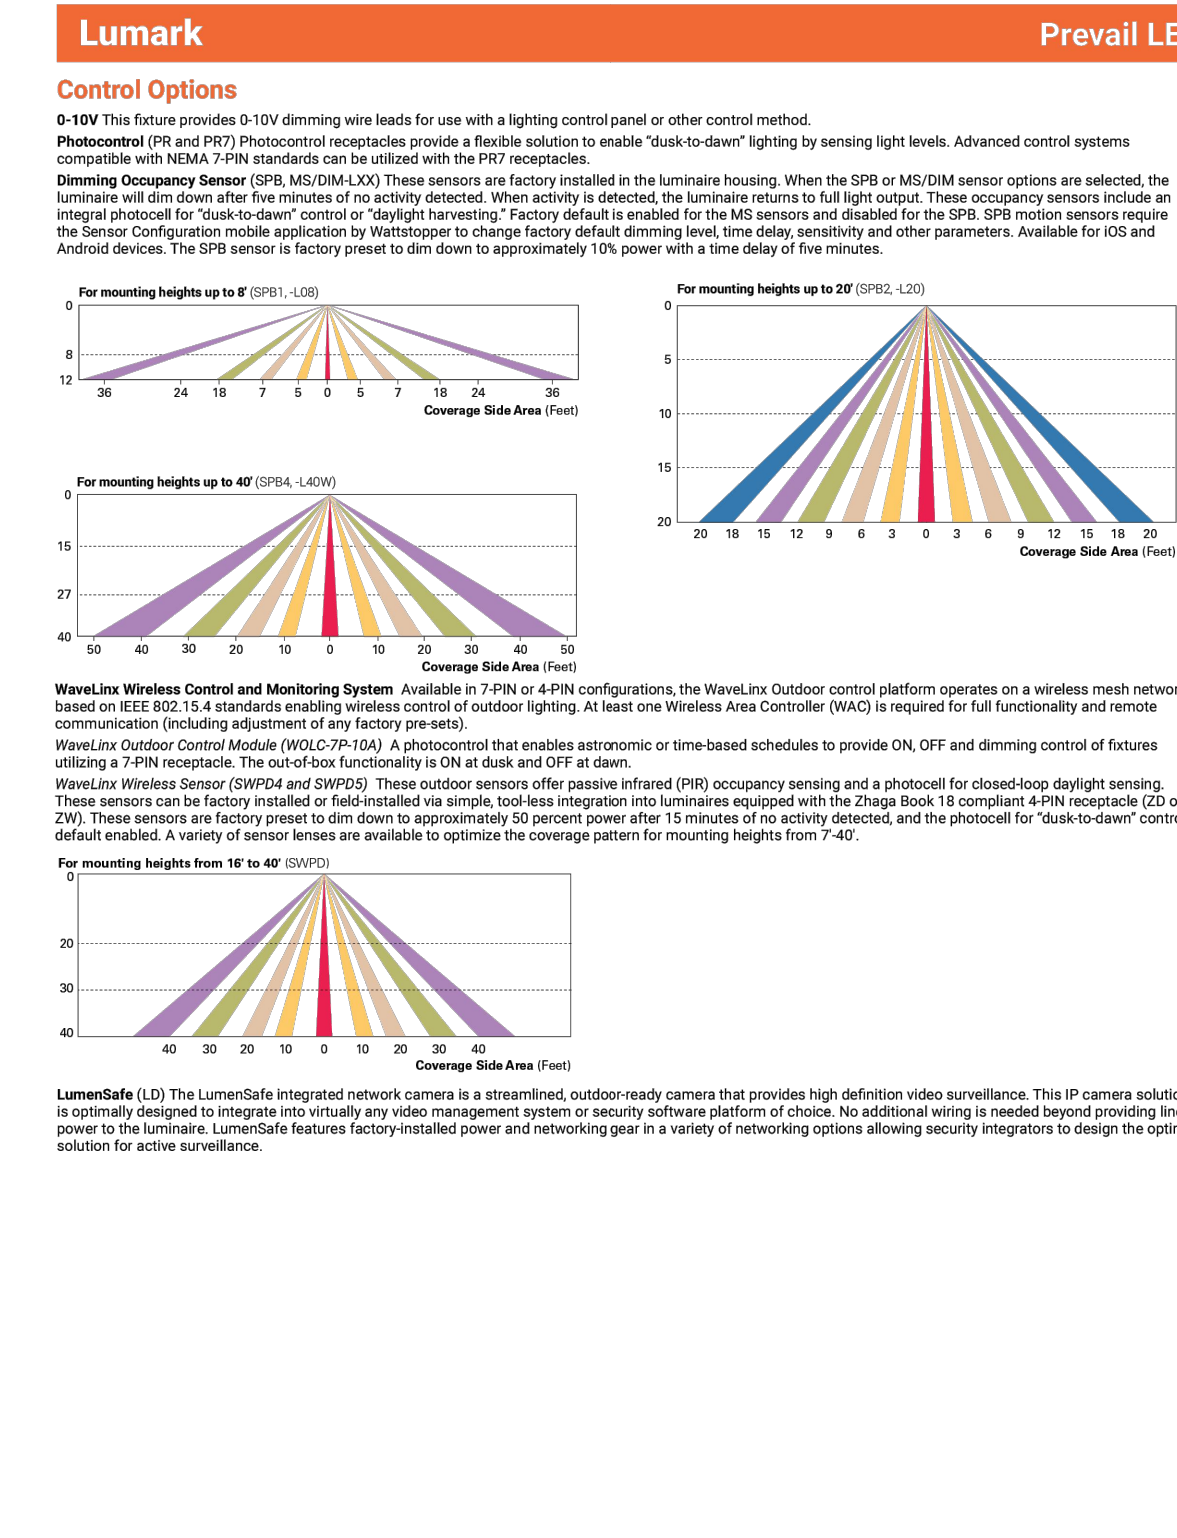 Lumark
Prevail LE
Control Options
0-10V This fixture provides 0-10V dimming wire leads for use with a lighting control panel or other control method.
Photocontrol (PR and PR7) Photocontrol receptacles provide a flexible solution to enable “dusk-to-dawn” lighting by sensing light levels. Advanced control systems
compatible with NEMA 7-PIN standards can be utilized with the PR7 receptacles.
Dimming Occupancy Sensor (SPB, MS/DIM-LXX) These sensors are factory installed in the luminaire housing. When the SPB or MS/DIM sensor options are selected, the
luminaire will dim down after five minutes of no activity detected. When activity is detected, the luminaire returns to full light output. These occupancy sensors include an
integral photocell for “dusk-to-dawn” control or “daylight harvesting.” Factory default is enabled for the MS sensors and disabled for the SPB. SPB motion sensors require
the Sensor Configuration mobile application by Wattstopper to change factory default dimming level, time delay, sensitivity and other parameters. Available for iOS and
Android devices. The SPB sensor is factory preset to dim down to approximately 10% power with a time delay of five minutes.
For mounting heights up to 8' (SPB1, -L08)
0
8
12
36 24 18 7 5 0 5 7 18 24 36
Coverage Side Area (Feet)
For mounting heights up to 20' (SPB2, -L20)
0
5
10
15
20
20 18 15 12 9 6 3 0 3 6 9 12 15 18 20
Coverage Side Area (Feet)
For mounting heights up to 40' (SPB4, -L40W)
0
15
27
40
50 40 30 20 10 0 10 20 30 40 50
Coverage Side Area (Feet)
WaveLinx Wireless Control and Monitoring System Available in 7-PIN or 4-PIN configurations, the WaveLinx Outdoor control platform operates on a wireless mesh networ
based on IEEE 802.15.4 standards enabling wireless control of outdoor lighting. At least one Wireless Area Controller (WAC) is required for full functionality and remote
communication (including adjustment of any factory pre-sets).
WaveLinx Outdoor Control Module (WOLC-7P-10A) A photocontrol that enables astronomic or time-based schedules to provide ON, OFF and dimming control of fixtures
utilizing a 7-PIN receptacle. The out-of-box functionality is ON at dusk and OFF at dawn.
WaveLinx Wireless Sensor (SWPD4 and SWPD5) These outdoor sensors offer passive infrared (PIR) occupancy sensing and a photocell for closed-loop daylight sensing.
These sensors can be factory installed or field-installed via simple, tool-less integration into luminaires equipped with the Zhaga Book 18 compliant 4-PIN receptacle (ZD o
ZW). These sensors are factory preset to dim down to approximately 50 percent power after 15 minutes of no activity detected, and the photocell for “dusk-to-dawn” contro
default enabled. A variety of sensor lenses are available to optimize the coverage pattern for mounting heights from 7'-40'.
For mounting heights from 16' to 40' (SWPD)
0
20
30
40
40 30 20 10 0 10 20 30 40
Coverage Side Area (Feet)
LumenSafe (LD) The LumenSafe integrated network camera is a streamlined, outdoor-ready camera that provides high definition video surveillance. This IP camera solutio
is optimally designed to integrate into virtually any video management system or security software platform of choice. No additional wiring is needed beyond providing line
power to the luminaire. LumenSafe features factory-installed power and networking gear in a variety of networking options allowing security integrators to design the optim
solution for active surveillance.